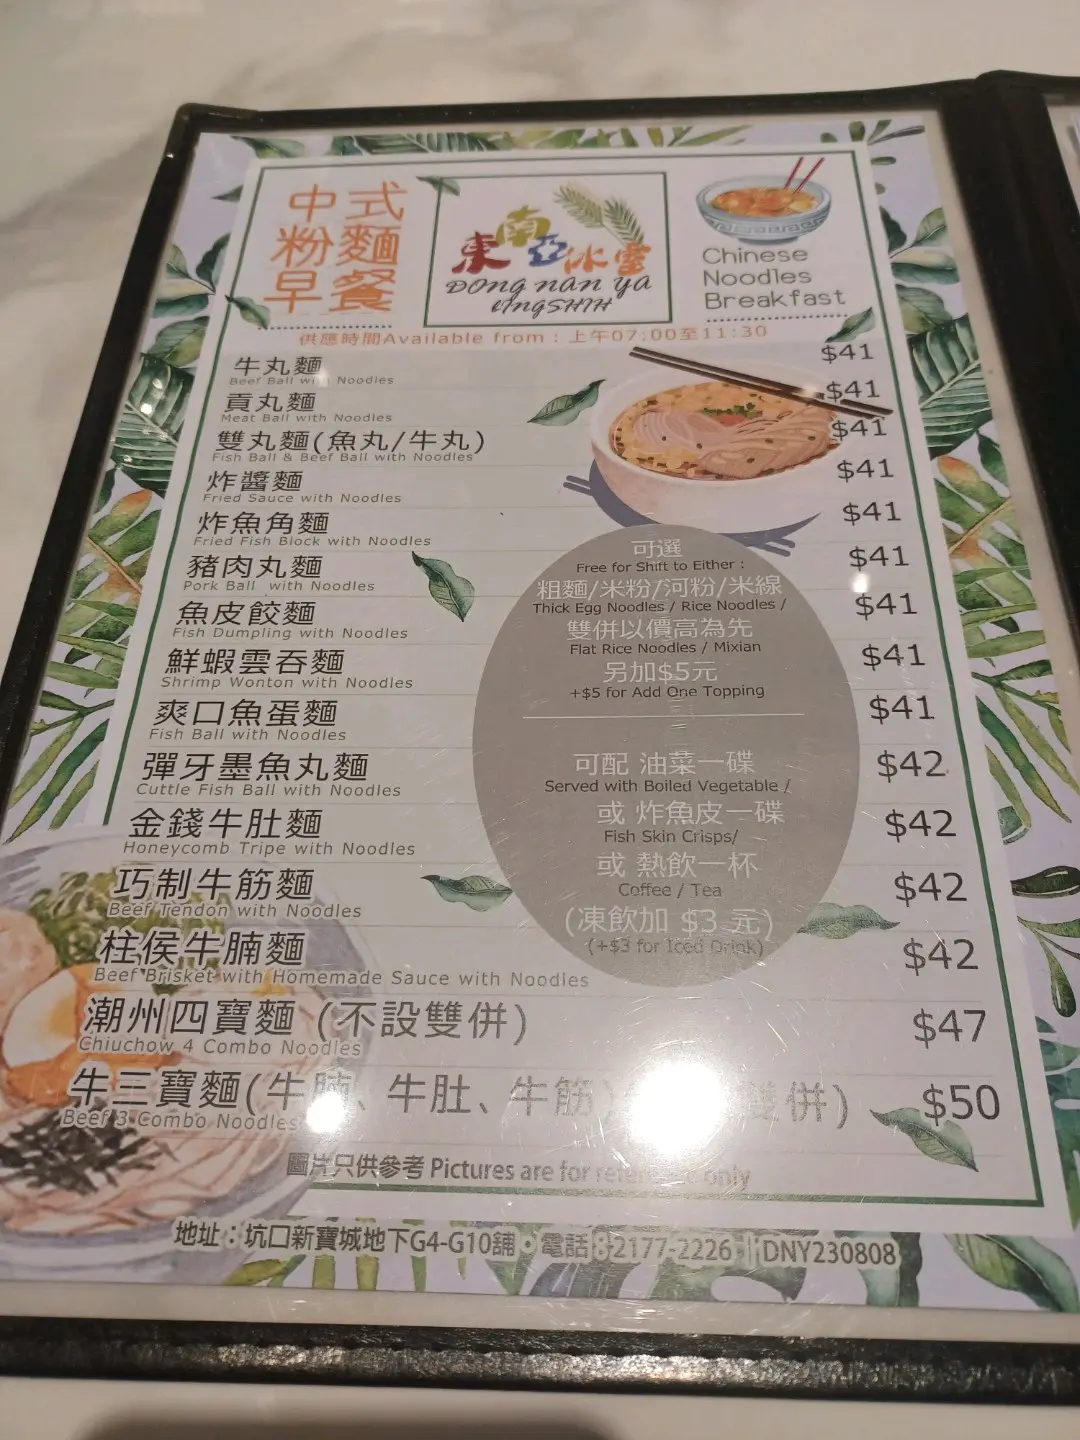 中式
粉麵
早餐
東南亞冰室
DONG NAN YA
BINGSHIH
Chinese
Noodles
Breakfast
供應時間Available from : 上午07:00至11:30
牛丸麵 $41
Beef Ball with Noodles
貢丸麵 $41
Meat Ball with Noodles
雙丸麵(魚丸/牛丸) $41
Fish Ball & Beef Ball with Noodles
炸醬麵 $41
Fried Sauce with Noodles
炸魚角麵 $41
Fried Fish Block with Noodles
豬肉丸麵 $41
Pork Ball with Noodles
魚皮餃麵 $41
Fish Dumpling with Noodles
鮮蝦雲吞麵 $41
Shrimp Wonton with Noodles
爽口魚蛋麵 $41
Fish Ball with Noodles
彈牙墨魚丸麵 $42
Cuttle Fish Ball with Noodles
金錢牛肚麵 $42
Honeycomb Tripe with Noodles
巧制牛筋麵 $42
Beef Tendon with Noodles
柱侯牛腩麵 $42
Beef Brisket with Homemade Sauce with Noodles
潮州四寶麵 (不設雙併) $47
Chiuchow 4 Combo Noodles
牛三寶麵(牛腩、牛肚、牛筋) 雙併) $50
Beef 3 Combo Noodles
可選
Free for Shift to Either :
粗麵/米粉/河粉/米線
Thick Egg Noodles / Rice Noodles /
雙併以價高為先
Flat Rice Noodles / Mixian
另加$5元
+$5 for Add One Topping
可配 油菜一碟
Served with Boiled Vegetable /
或 炸魚皮一碟
Fish Skin Crisps/
或 熱飲一杯
Coffee / Tea
(凍飲加 $3 元)
(+$3 for Iced Drink)
圖片只供參考 Pictures are for reference only
地址：坑口新寶城地下G4-G10舖 • 電話：2177-2226 | DNY230808